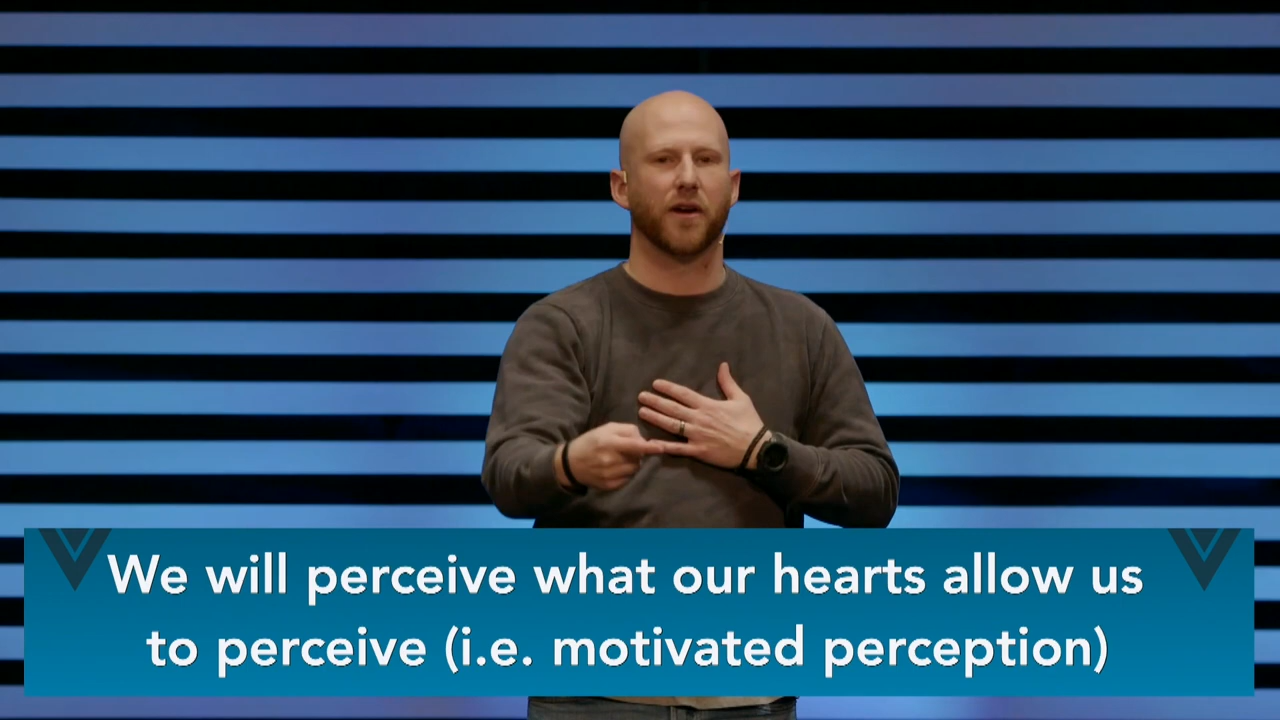 We will perceive what our hearts allow us
to perceive (i.e. motivated perception)